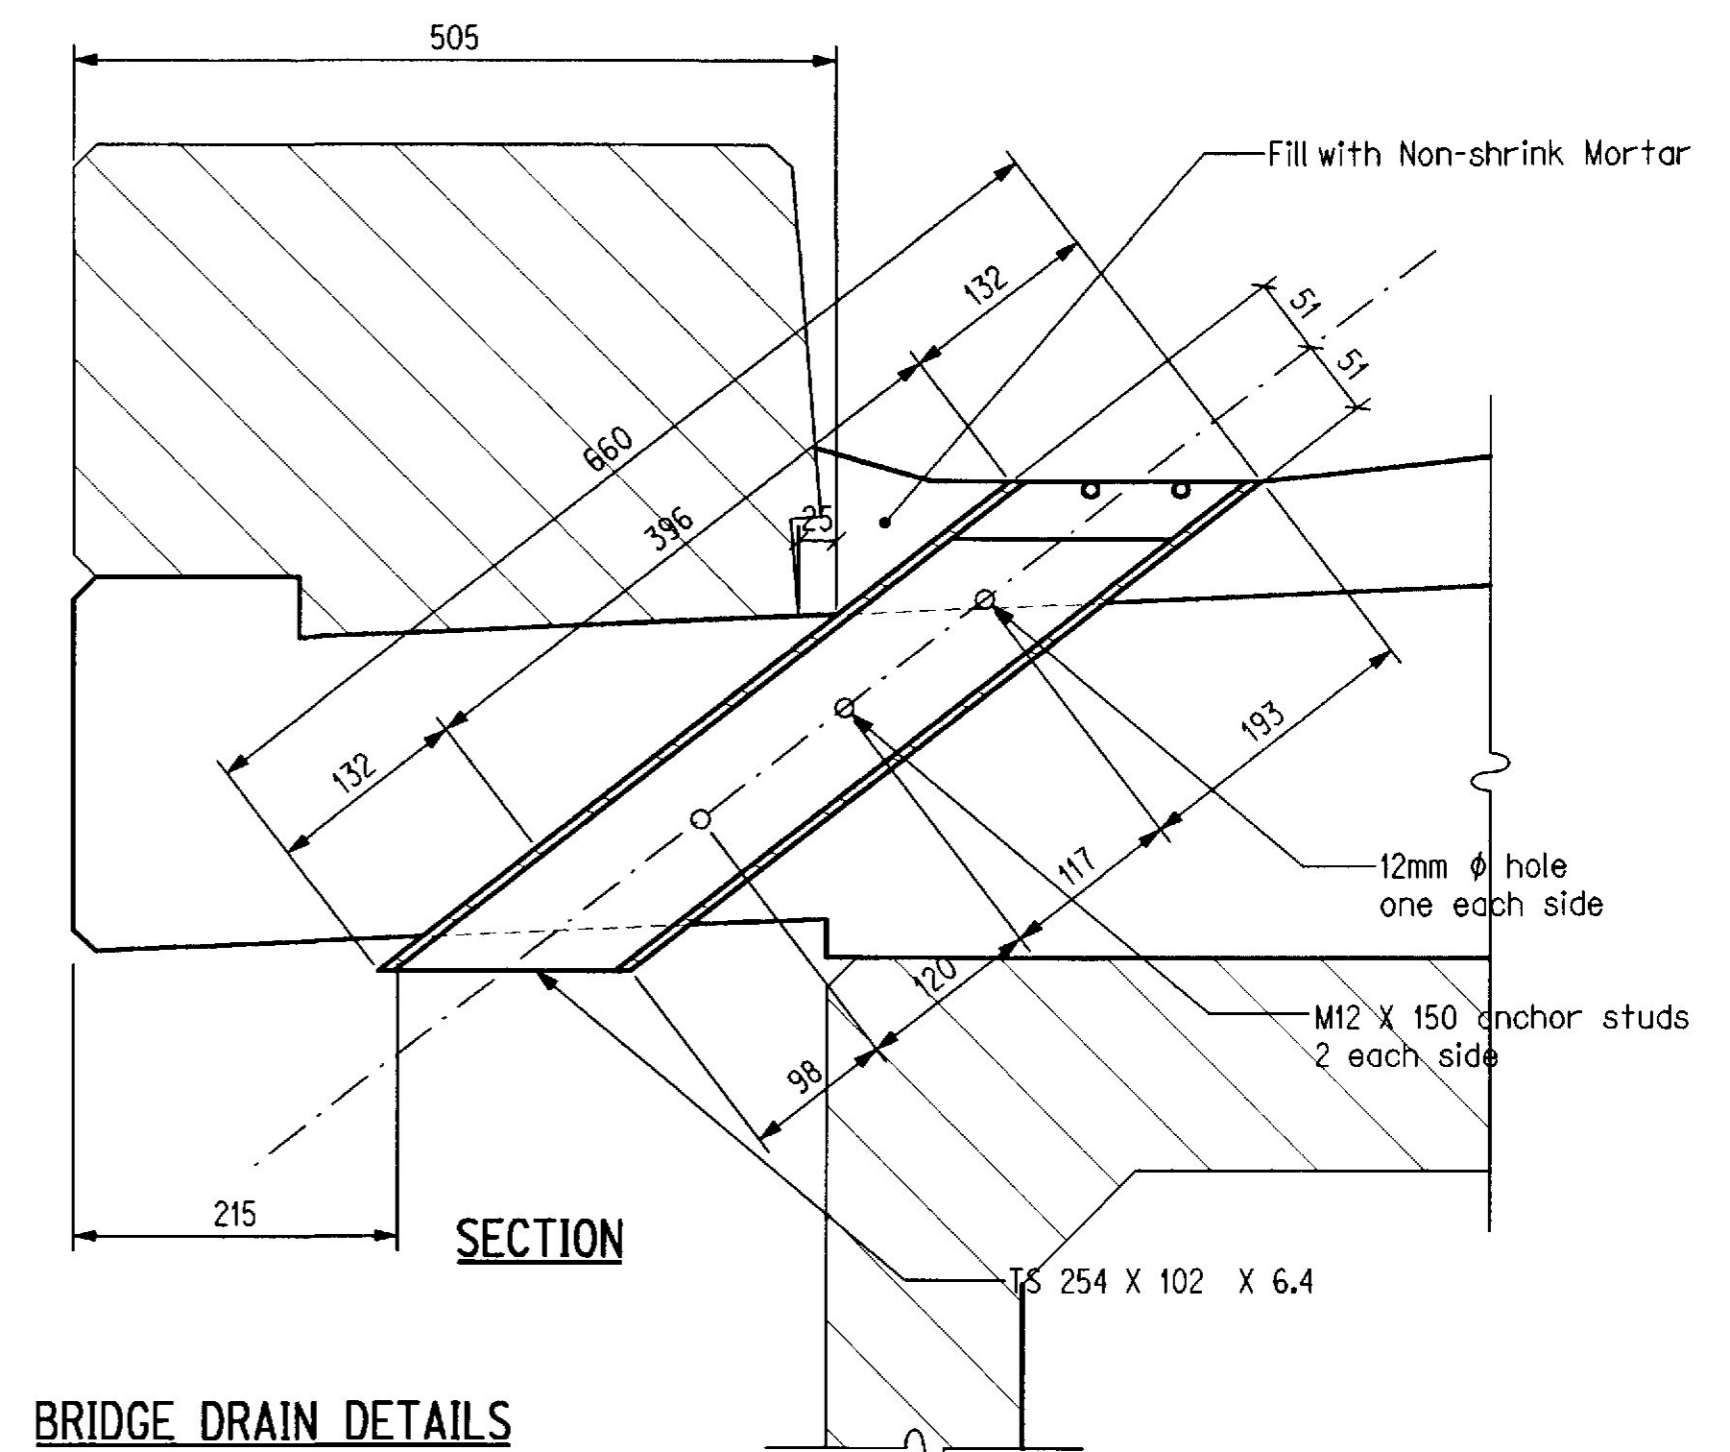 505
Fill with Non-shrink Mortar
132
51
51
660
396
25
132
193
12mm ϕ hole
one each side
117
120
M12 X 150 anchor studs
2 each side
98
215
SECTION
TS 254 X 102 X 6.4
BRIDGE DRAIN DETAILS